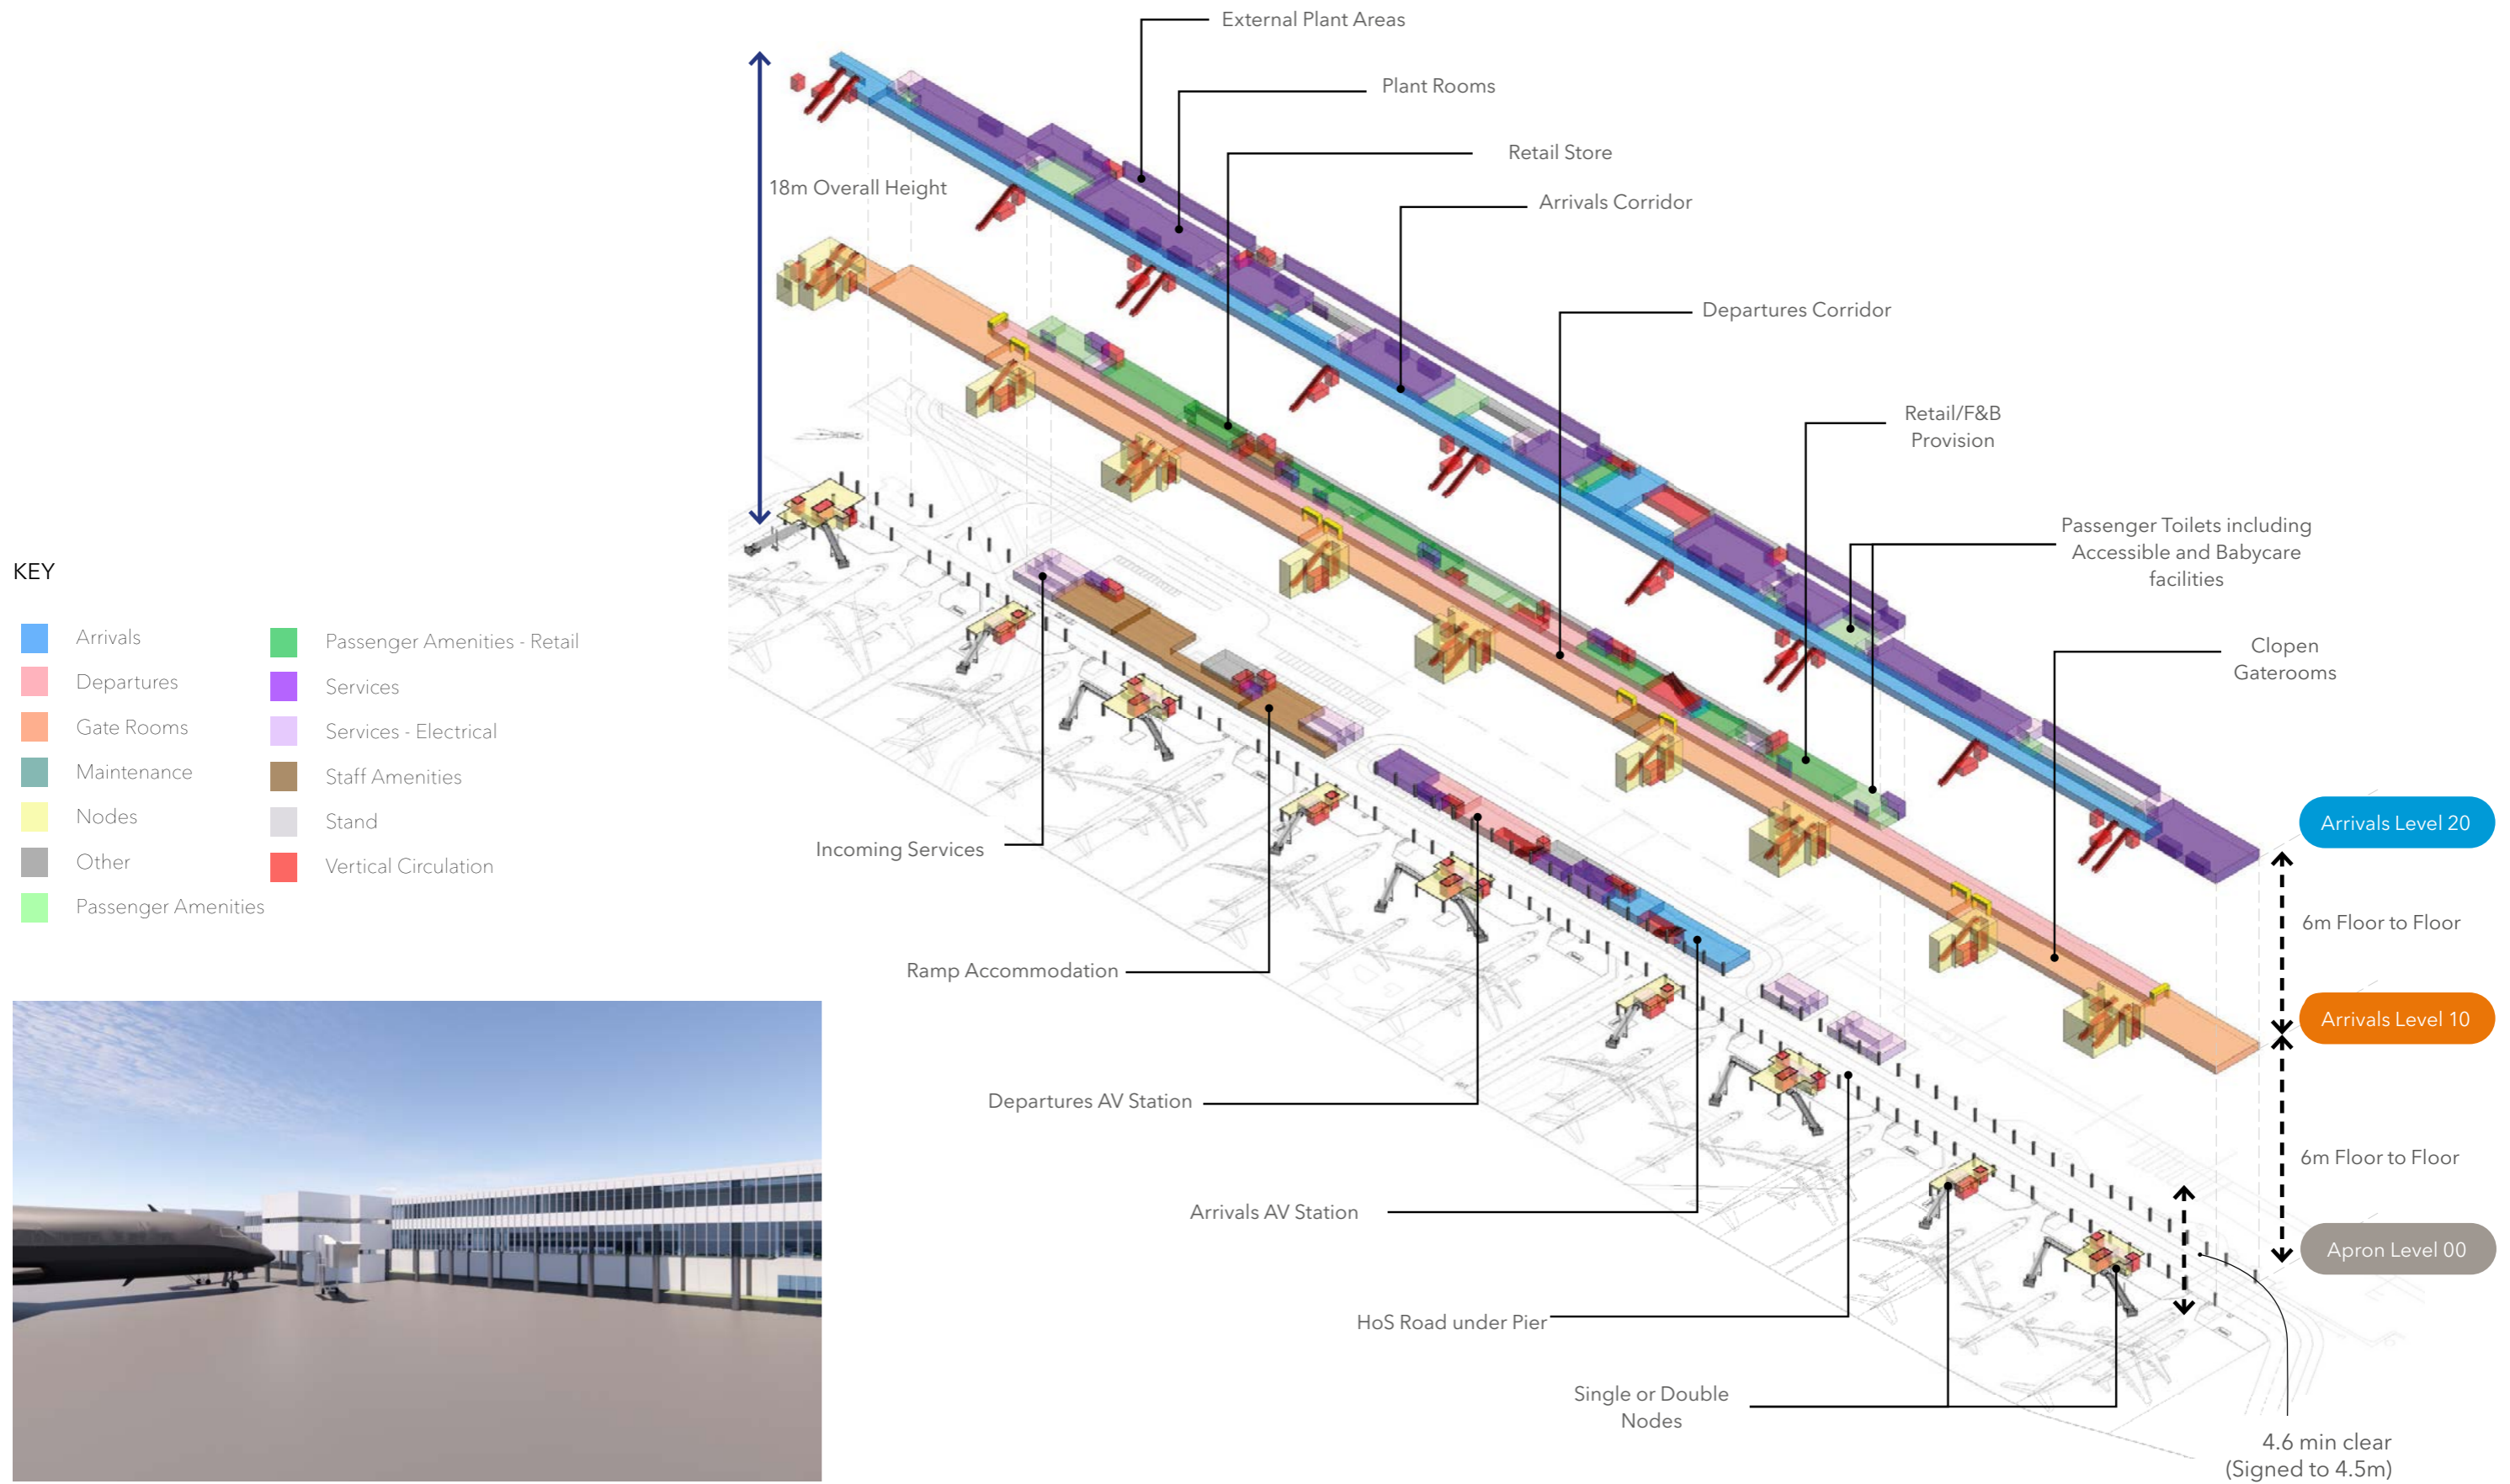 External Plant Areas
Plant Rooms
Retail Store
18m Overall Height
Arrivals Corridor
Departures Corridor
Retail/F&B
Provision
Passenger Toilets including
Accessible and Babycare
facilities
Clopen
Gaterooms
KEY
Arrivals
Departures
Gate Rooms
Maintenance
Nodes
Other
Passenger Amenities
Passenger Amenities - Retail
Services
Services - Electrical
Staff Amenities
Stand
Vertical Circulation
Incoming Services
Ramp Accommodation
Departures AV Station
Arrivals AV Station
HoS Road under Pier
Single or Double
Nodes
Arrivals Level 20
6m Floor to Floor
Arrivals Level 10
6m Floor to Floor
Apron Level 00
4.6 min clear
(Signed to 4.5m)